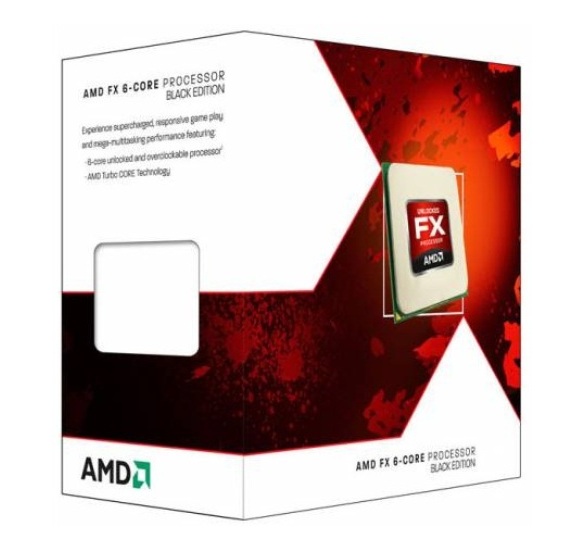 AMD FX 6-CORE PROCESSOR
BLACK EDITION
Experience supercharged, responsive game play
and mega-multitasking performance featuring:
- 6-core unlocked and overclockable processor
- AMD Turbo CORE Technology
UNLOCKED
FX
PROCESSOR
AMD
AMD
AMD FX 6-CORE PROCESSOR
BLACK EDITION